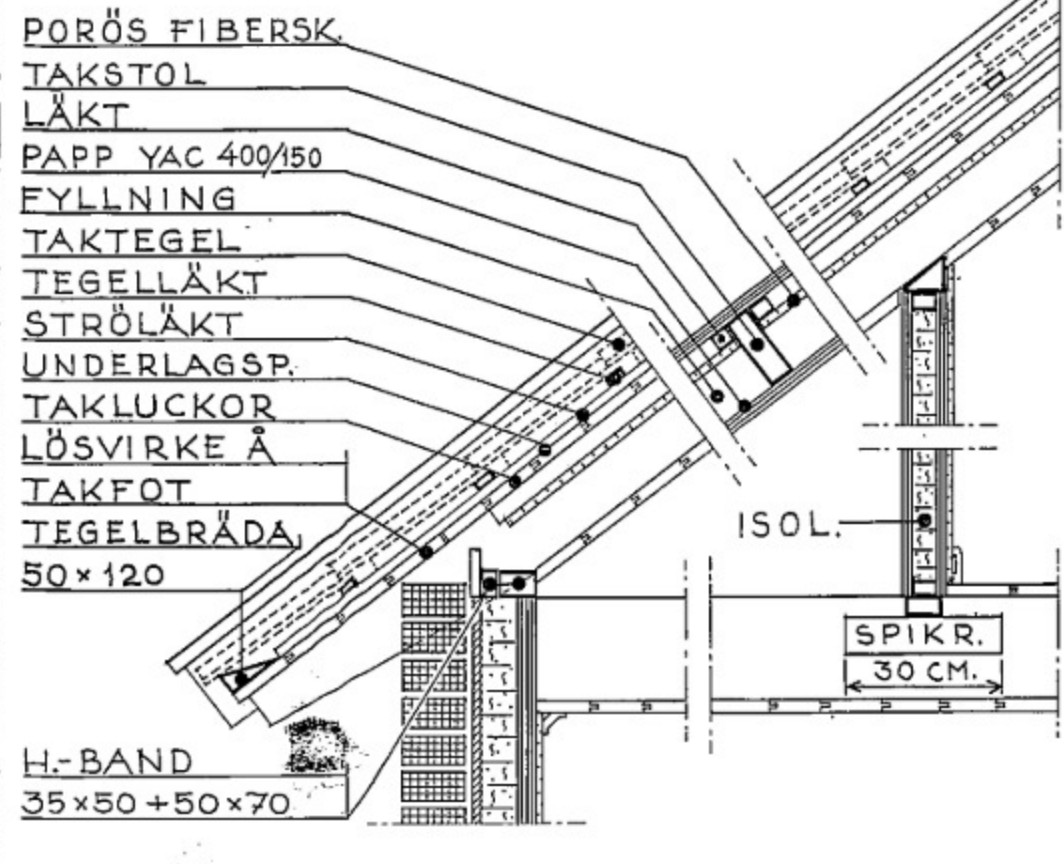 PORÖS FIBERSK.
TAKSTOL
LÄKT
PAPP YAC 400/150
FYLLNING
TAKTEGEL
TEGELLÄKT
STRÖLÄKT
UNDERLAGSP.
TAKLUCKOR
LÖSVIRKE Å
TAKFOT
TEGELBRÄDA
50×120
H.-BAND
35×50+50×70
ISOL.
SPIKR.
30 CM.